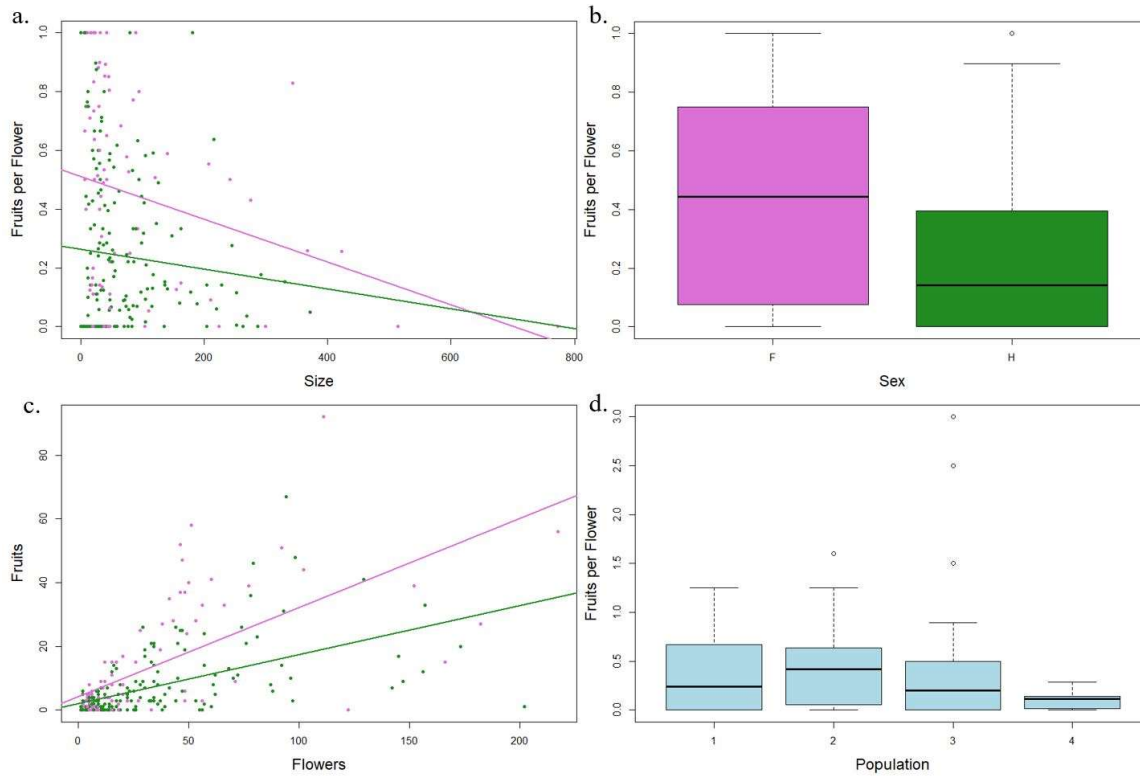 a.
Fruits per Flower
1.0
0.8
0.6
0.4
0.2
0.0
0 200 400 600 800
Size
b.
Fruits per Flower
1.0
0.8
0.6
0.4
0.2
0.0
F H
Sex
c.
Fruits
80
60
40
20
0
0 50 100 150 200
Flowers
d.
Fruits per Flower
3.0
2.5
2.0
1.5
1.0
0.5
0.0
1 2 3 4
Population